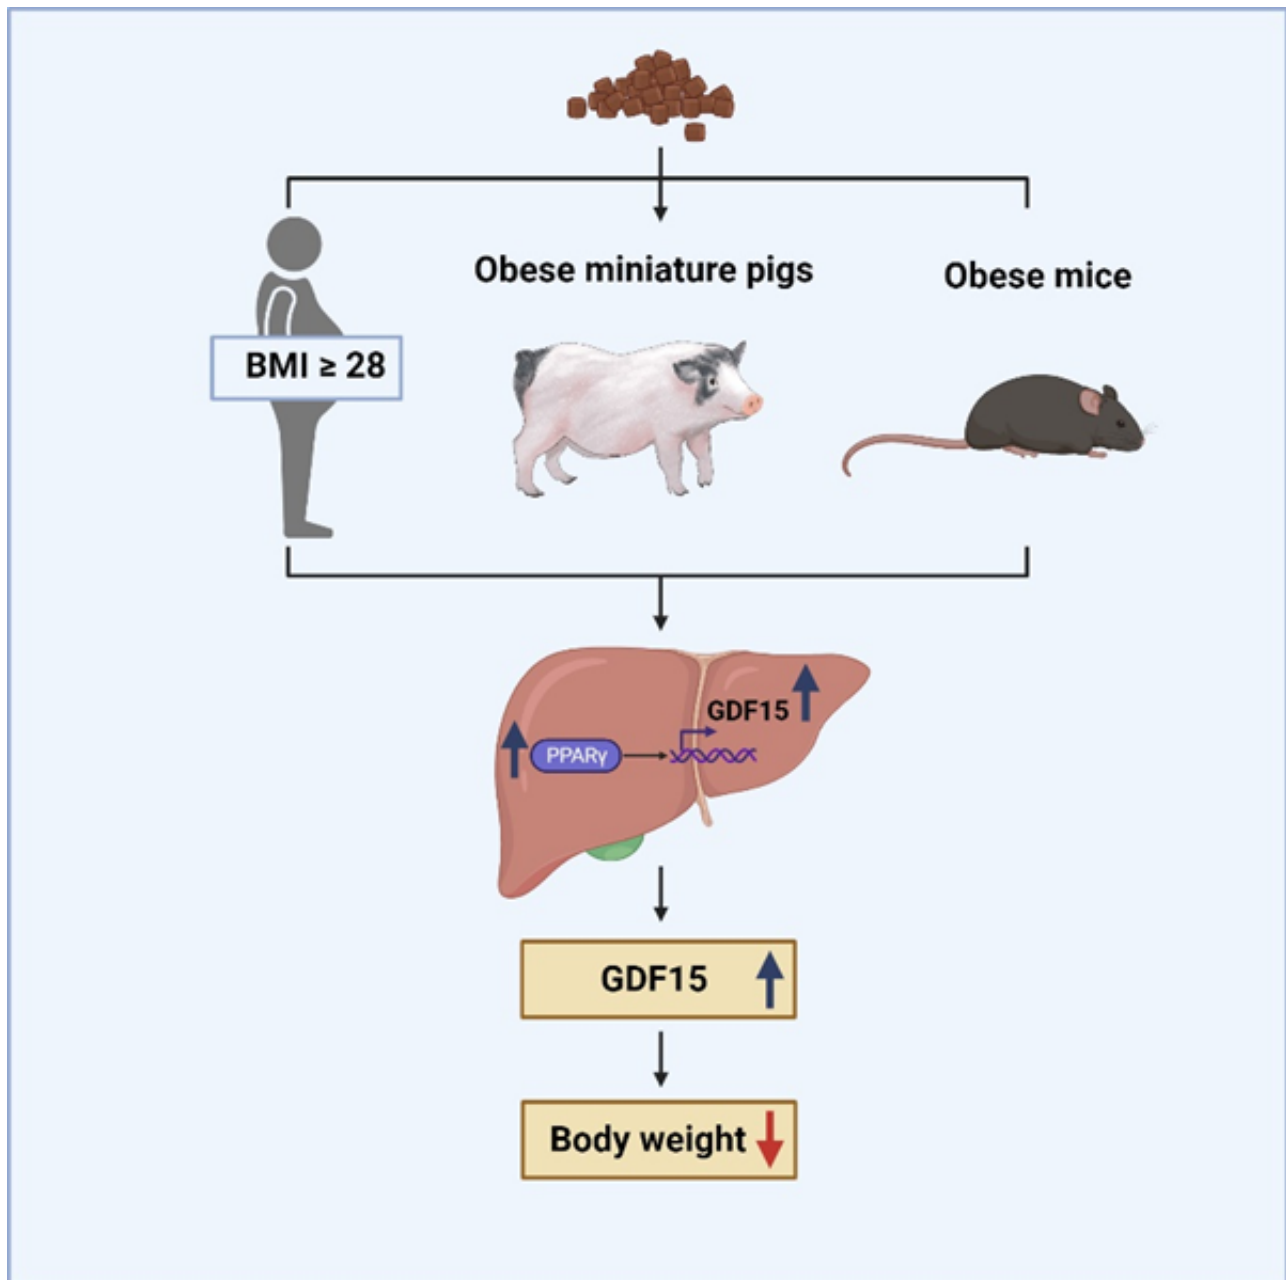 Obese miniature pigs
Obese mice
BMI ≥ 28
GDF15
PPARγ
GDF15
Body weight